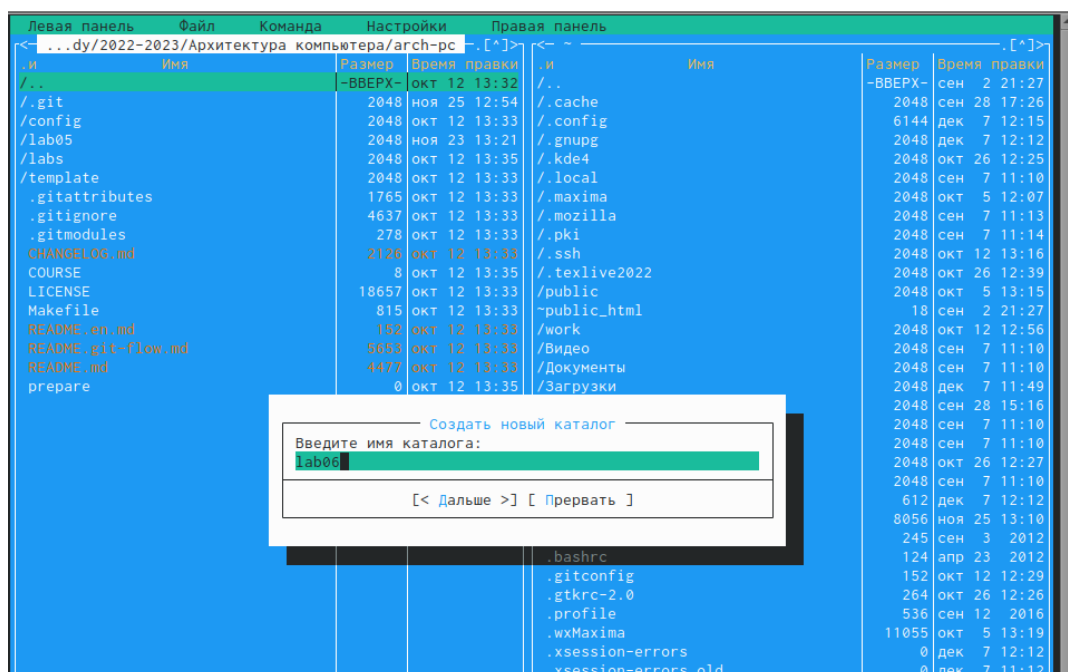 Левая панель Файл Команда Настройки Правая панель
<— ...dy/2022-2023/Архитектура компьютера/arch-pc —.[^]>
.и Имя Размер Время правки
/.. -ВВЕРХ- окт 12 13:32
/.git 2048 ноя 25 12:54
/config 2048 окт 12 13:33
/lab05 2048 ноя 23 13:21
/labs 2048 окт 12 13:35
/template 2048 окт 12 13:33
.gitattributes 1765 окт 12 13:33
.gitignore 4637 окт 12 13:33
.gitmodules 278 окт 12 13:33
CHANGELOG.md 2126 окт 12 13:33
COURSE 8 окт 12 13:35
LICENSE 18657 окт 12 13:33
Makefile 815 окт 12 13:33
README.en.md 152 окт 12 13:33
README.git-flow.md 5653 окт 12 13:33
README.md 4477 окт 12 13:33
prepare 0 окт 12 13:35
<— ~ —.[^]>
.и Имя Размер Время правки
/.. -ВВЕРХ- сен 2 21:27
/.cache 2048 сен 28 17:26
/.config 6144 дек 7 12:15
/.gnupg 2048 дек 7 12:12
/.kde4 2048 окт 26 12:25
/.local 2048 сен 7 11:10
/.maxima 2048 окт 5 12:07
/.mozilla 2048 сен 7 11:13
/.pki 2048 сен 7 11:14
/.ssh 2048 окт 12 13:16
/.texlive2022 2048 окт 26 12:39
/public 2048 окт 5 13:15
~public_html 18 сен 2 21:27
/work 2048 окт 12 12:56
/Видео 2048 сен 7 11:10
/Документы 2048 сен 7 11:10
/Загрузки 2048 дек 7 11:49
2048 сен 28 15:16
2048 сен 7 11:10
2048 сен 7 11:10
2048 окт 26 12:27
2048 сен 7 11:10
612 дек 7 12:12
8056 ноя 25 13:10
245 сен 3 2012
.bashrc 124 апр 23 2012
.gitconfig 152 окт 12 12:29
.gtkrc-2.0 264 окт 26 12:26
.profile 536 сен 12 2016
.wxMaxima 11055 окт 5 13:19
.xsession-errors 0 дек 7 12:12
.xsession-errors.old 0 дек 7 11:12
Создать новый каталог
Введите имя каталога:
lab06
[< Дальше >] [ Прервать ]